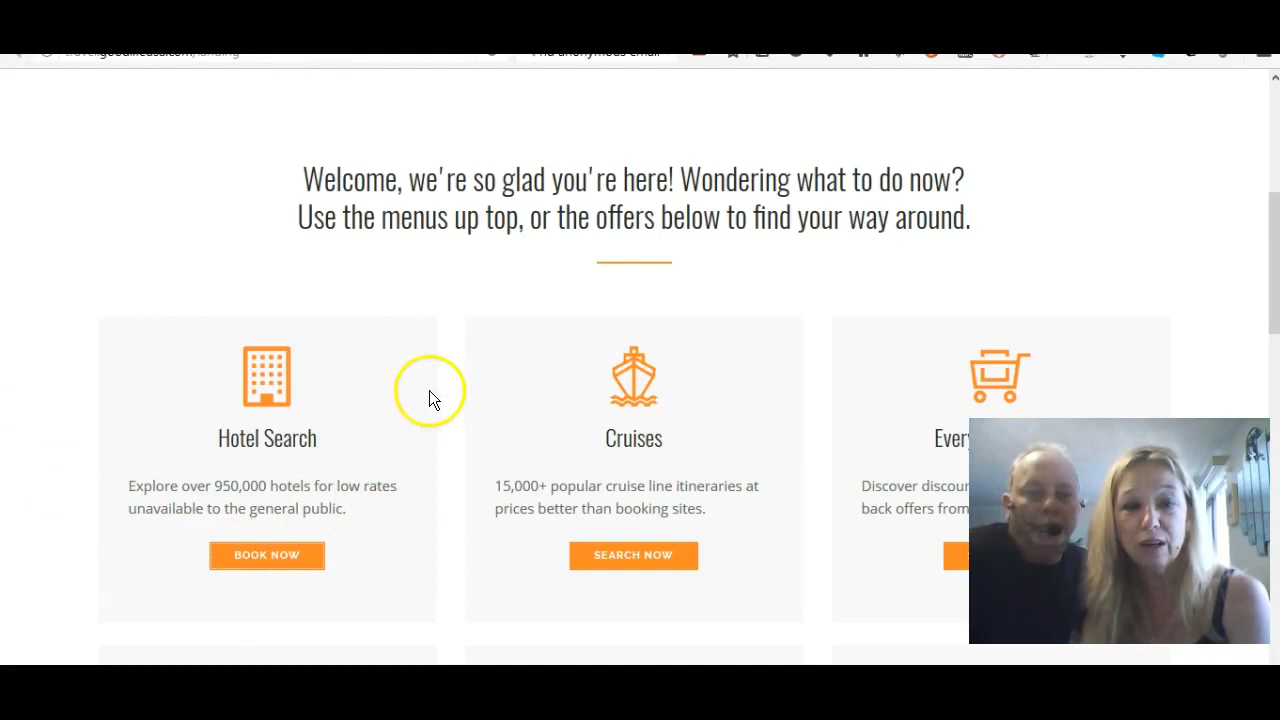 Welcome, we're so glad you're here! Wondering what to do now?
Use the menus up top, or the offers below to find your way around.
Hotel Search
Explore over 950,000 hotels for low rates
unavailable to the general public.
BOOK NOW
Cruises
15,000+ popular cruise line itineraries at
prices better than booking sites.
SEARCH NOW
Discover
back offers from